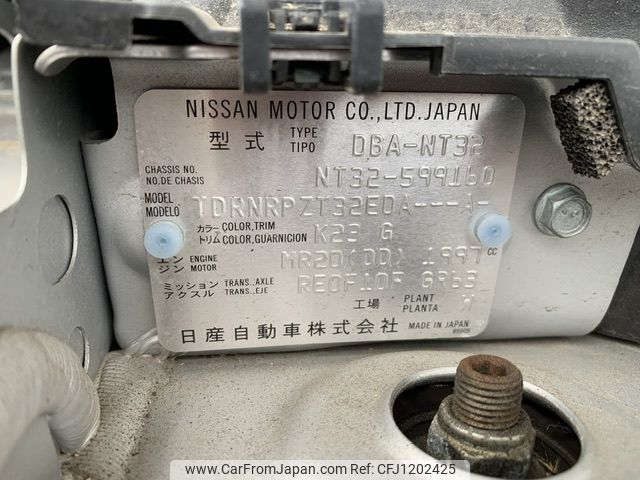 NISSAN MOTOR CO., LTD. JAPAN
型式 TYPE TIPO DBA-NT32
CHASSIS NO. NO. DE CHASIS NT32-599160
MODEL MODELO TDRNRPZT32EDA---A-
カラー COLOR, TRIM トリム COLOR, GUARNICION K23 G
エンジン ENGINE MOTOR MR20(DD) 1997 cc
ミッション TRANS., AXLE アクスル TRANS., EJE RE0F10F GR63
工場 PLANT PLANTA W
日産自動車株式会社 MADE IN JAPAN
www.CarFromJapan.com
© CarFromJapan.com - CFJ1202425